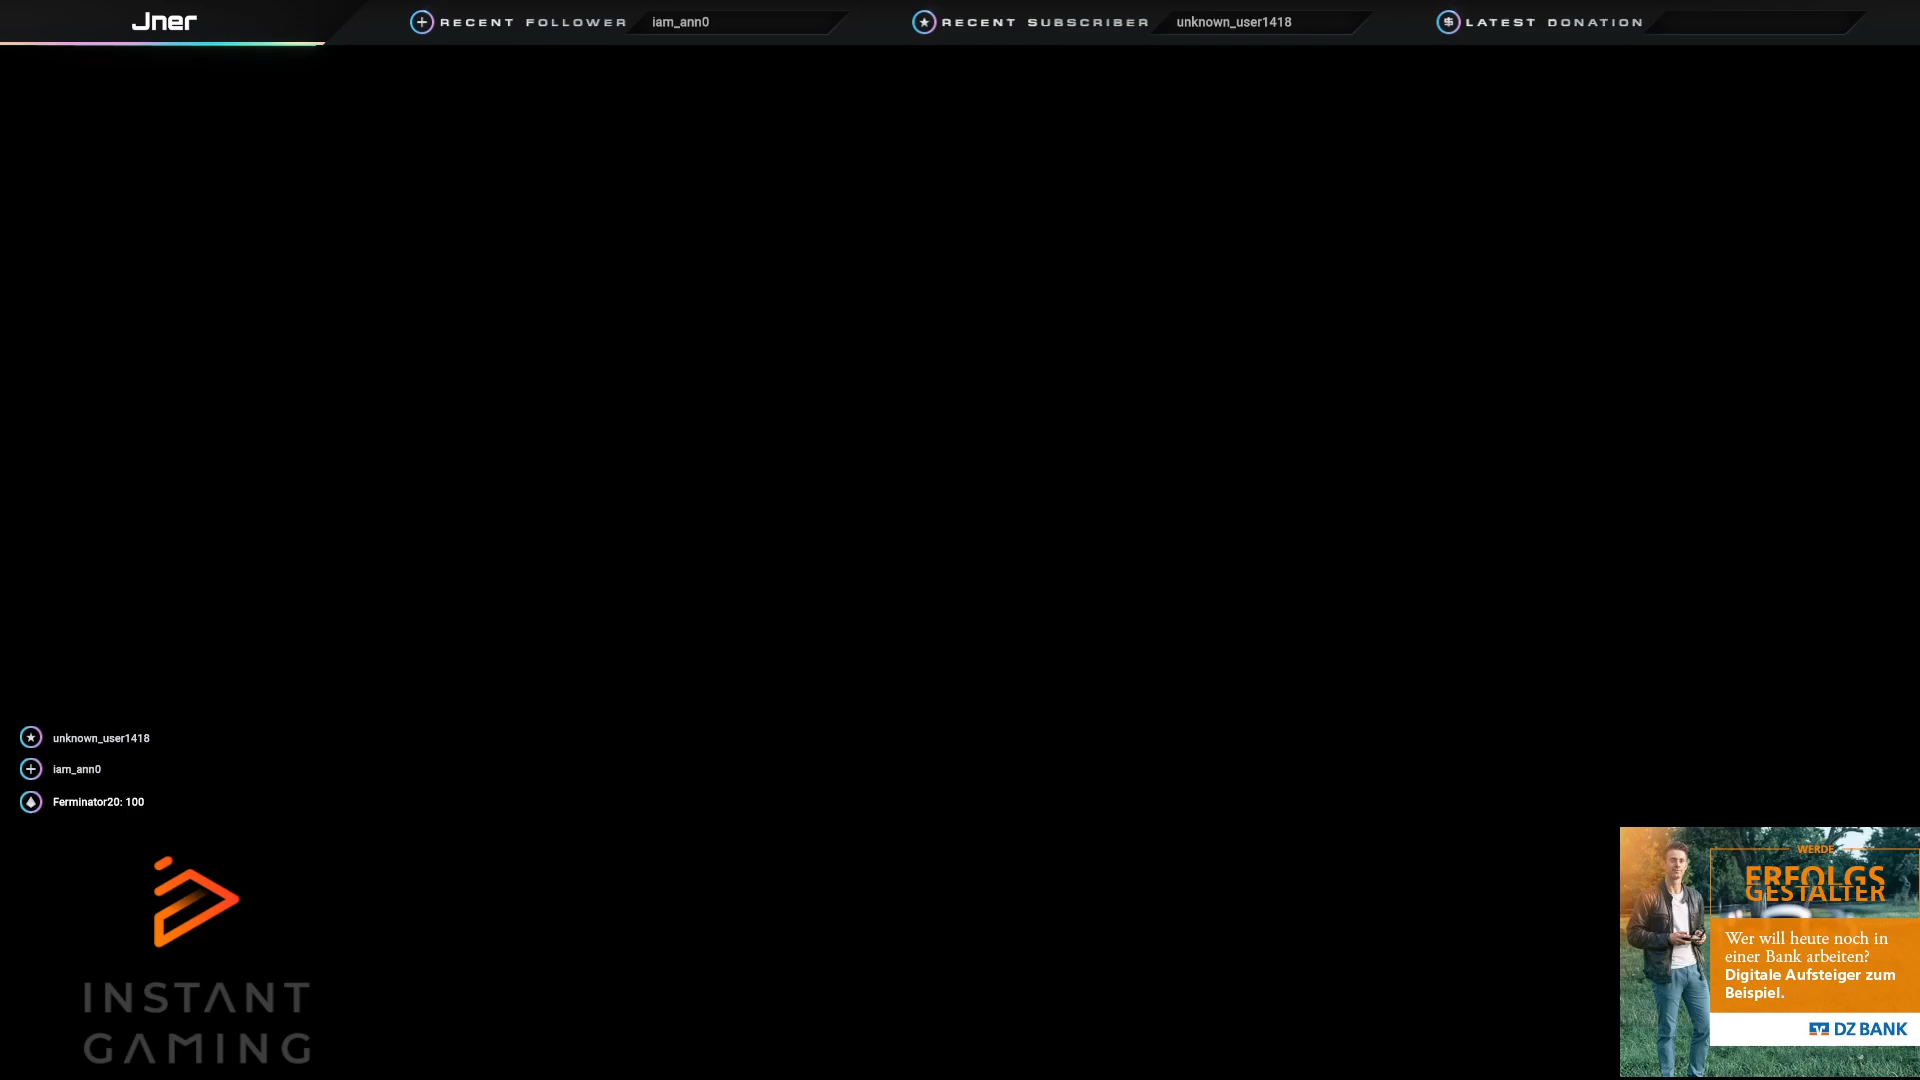 Jner
RECENT FOLLOWER iam_ann0
RECENT SUBSCRIBER unknown_user1418
LATEST DONATION
unknown_user1418
iam_ann0
Ferminator20: 100
INSTANT
GAMING
WERDE
ERFOLGS
GESTALTER
Wer will heute noch in
einer Bank arbeiten?
Digitale Aufsteiger zum
Beispiel.
DZ BANK